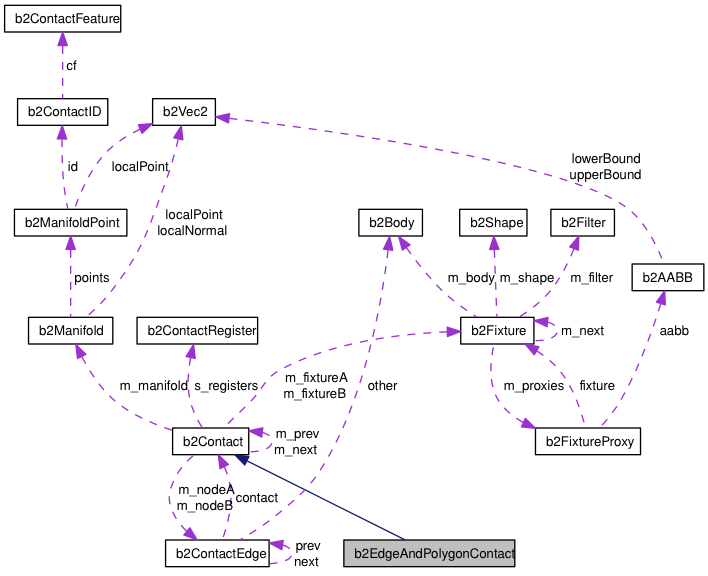 b2ContactFeature
cf
b2ContactID
b2Vec2
lowerBound
upperBound
id
localPoint
b2ManifoldPoint
localPoint
localNormal
b2Body
b2Shape
b2Filter
points
m_body
m_shape
m_filter
b2AABB
b2Manifold
b2ContactRegister
b2Fixture
m_next
aabb
m_manifold
s_registers
m_fixtureA
m_fixtureB
other
m_proxies
fixture
b2Contact
m_prev
m_next
b2FixtureProxy
m_nodeA
m_nodeB
contact
b2ContactEdge
prev
next
b2EdgeAndPolygonContact